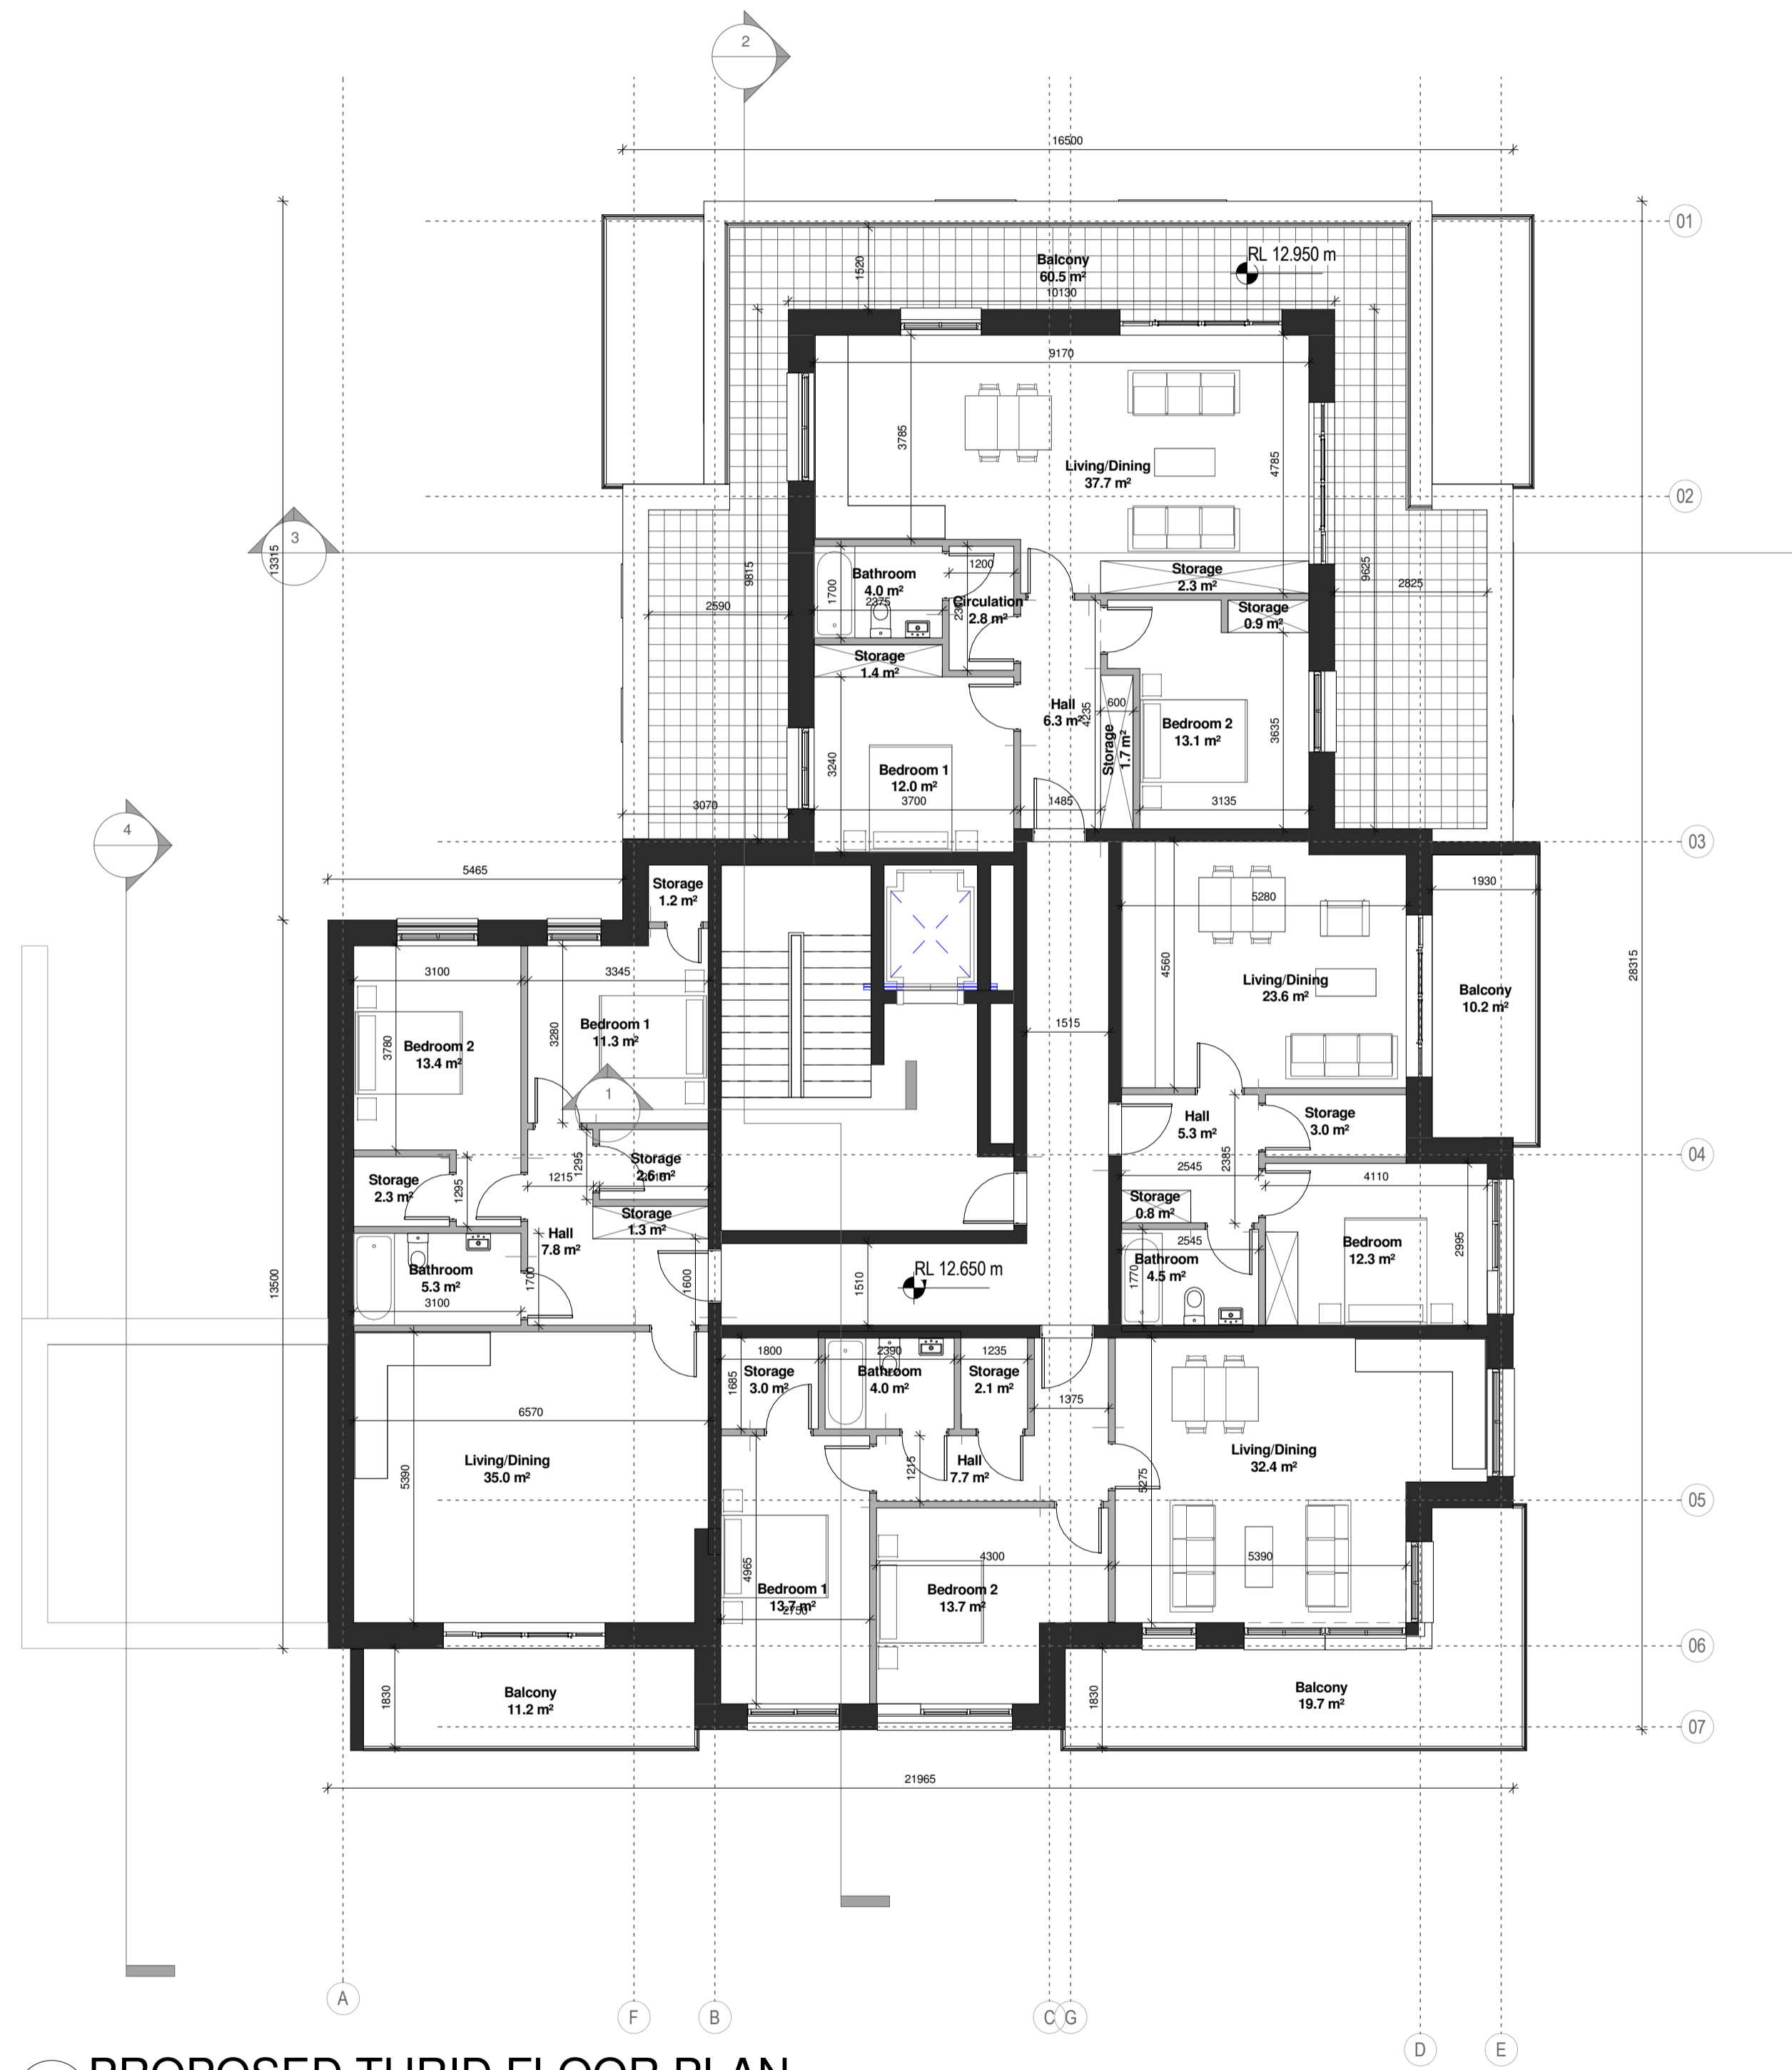 2
16500
01
RL 12.950 m
Balcony
60.5 m²
1520
10130
9170
3785
4785
Living/Dining
37.7 m²
02
3
13315
9815
9625
2590
2825
Bathroom
4.0 m²
1700
2375
1200
Circulation
2.8 m²
Storage
2.3 m²
Storage
0.9 m²
Storage
1.4 m²
Hall
6.3 m²
4235
600
Storage
1.7 m²
Bedroom 2
13.1 m²
3635
3240
Bedroom 1
12.0 m²
3070
3700
1485
3135
4
03
5465
Storage
1.2 m²
5280
1930
4560
28315
3100
3345
Living/Dining
23.6 m²
Balcony
10.2 m²
3780
3280
Bedroom 2
13.4 m²
Bedroom 1
11.3 m²
1515
1
Hall
5.3 m²
Storage
3.0 m²
04
1295
Storage
2.6 m²
1215
2385
2545
4110
Storage
2.3 m²
1295
Storage
0.8 m²
Storage
1.3 m²
Hall
7.8 m²
2545
Bedroom
12.3 m²
2995
Bathroom
5.3 m²
1700
1600
3100
13500
RL 12.650 m
1510
Bathroom
4.5 m²
1770
1800
2390
1235
Storage
3.0 m²
1685
Bathroom
4.0 m²
Storage
2.1 m²
1375
6570
Living/Dining
35.0 m²
5390
Hall
7.7 m²
1215
Living/Dining
32.4 m²
5275
05
4300
5390
4965
Bedroom 1
13.7 m²
2750
Bedroom 2
13.7 m²
06
1830
Balcony
11.2 m²
1830
Balcony
19.7 m²
07
21965
A
F
B
C
G
D
E
PROPOSED THRID FLOOR PLAN